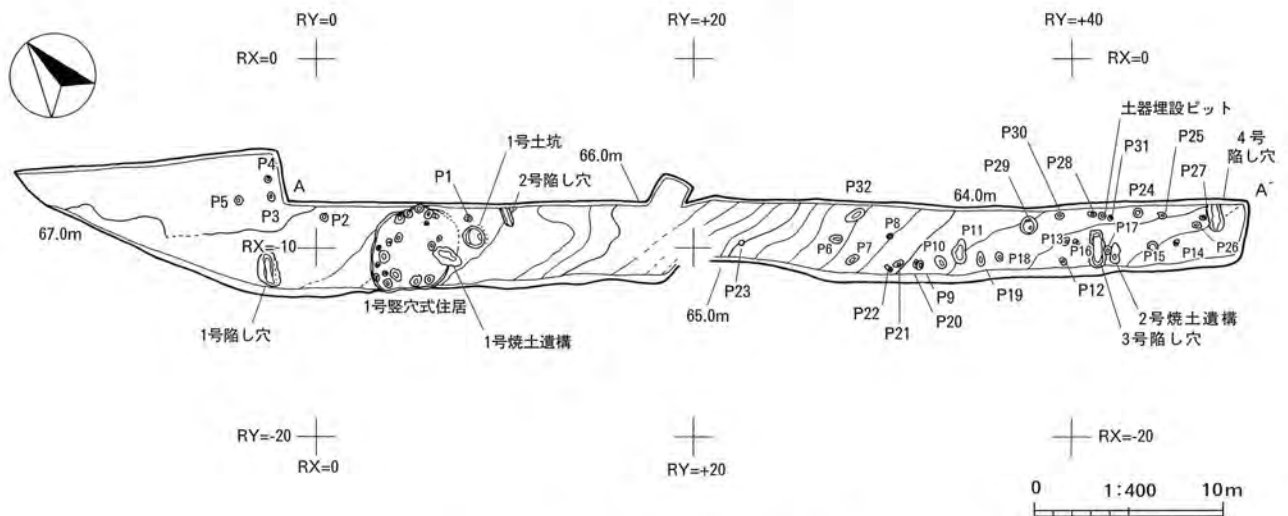 RY=0
RY=+20
RY=+40
RX=0
RX=0
土器埋設ピット
1号土坑
66.0m
2号陥し穴
P30
P29
P28
P31
P25
4号
陥し穴
P4
A
P1
P32
64.0m
P24
P27
A´
P5
P3
P2
67.0m
RX=-10
P8
P17
P6
P7
P10
P11
P13
P16
P18
P15
P14
P26
P23
1号竪穴式住居
65.0m
P9
P19
P12
1号陥し穴
P22
P20
2号焼土遺構
P21
3号陥し穴
1号焼土遺構
RY=-20
RX=0
RY=+20
RX=-20
0
1:400
10m